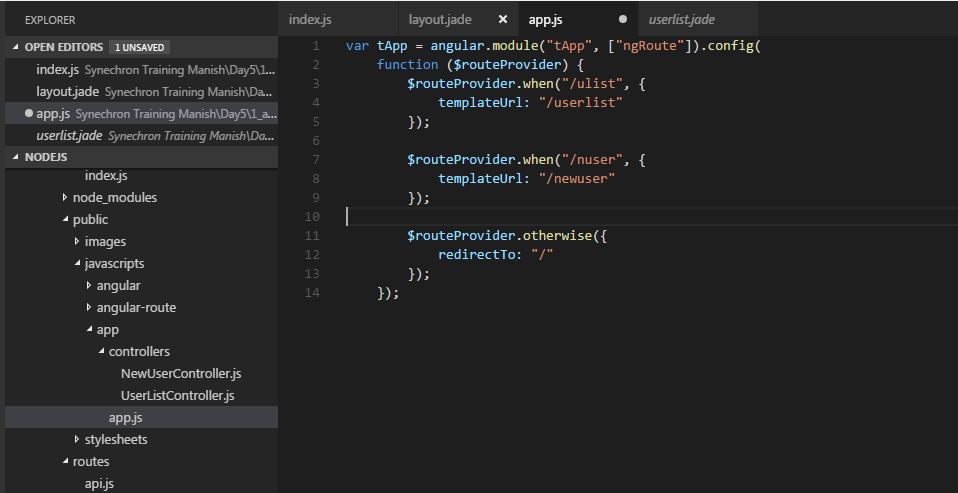 EXPLORER
OPEN EDITORS 1 UNSAVED
index.js Synechron Training Manish\Day5\1...
layout.jade Synechron Training Manish\Da...
app.js Synechron Training Manish\Day5\1_a...
userlist.jade Synechron Training Manish\Da...
NODEJS
index.js
node_modules
public
images
javascripts
angular
angular-route
app
controllers
NewUserController.js
UserListController.js
app.js
stylesheets
routes
api.js
index.js layout.jade app.js userlist.jade
1 var tApp = angular.module("tApp", ["ngRoute"]).config(
2 function ($routeProvider) {
3 $routeProvider.when("/ulist", {
4 templateUrl: "/userlist"
5 });
6
7 $routeProvider.when("/nuser", {
8 templateUrl: "/newuser"
9 });
10
11 $routeProvider.otherwise({
12 redirectTo: "/"
13 });
14 });